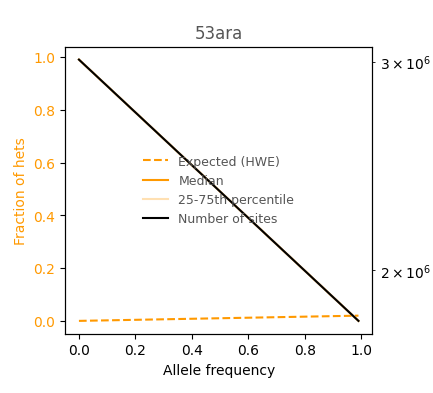 53ara
1.0
0.8
0.6
0.4
0.2
0.0
Fraction of hets
3 × 10⁶
2 × 10⁶
Expected (HWE)
Median
25-75th percentile
Number of sites
0.0 0.2 0.4 0.6 0.8 1.0
Allele frequency